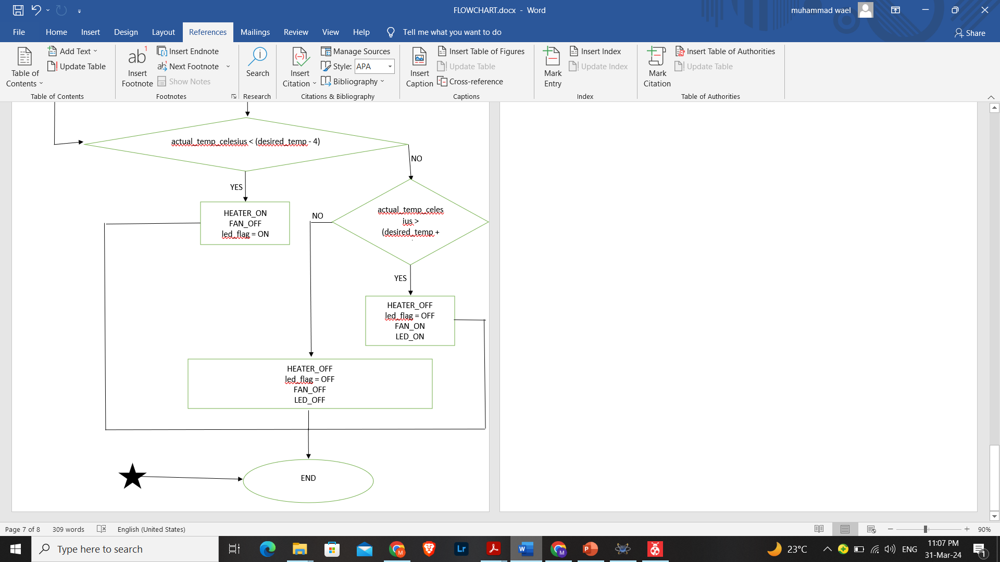 FLOWCHART.docx - Word
muhammad wael
File Home Insert Design Layout References Mailings Review View Help Tell me what you want to do
Share
Table of Contents
Add Text
Update Table
Table of Contents
ab1
Insert Footnote
Insert Endnote
Next Footnote
Show Notes
Footnotes
Search
Research
Insert Citation
Manage Sources
Style: APA
Bibliography
Citations & Bibliography
Insert Caption
Insert Table of Figures
Update Table
Cross-reference
Captions
Mark Entry
Insert Index
Update Index
Index
Mark Citation
Insert Table of Authorities
Update Table
Table of Authorities
actual_temp_celesius < (desired_temp - 4)
NO
YES
HEATER_ON
FAN_OFF
led_flag = ON
NO
actual_temp_celes
ius >
(desired_temp +
YES
HEATER_OFF
led_flag = OFF
FAN_ON
LED_ON
HEATER_OFF
led_flag = OFF
FAN_OFF
LED_OFF
END
Page 7 of 8 309 words English (United States)
90%
Type here to search
Lr
W
M
P
23°C
ENG
11:07 PM
31-Mar-24
1